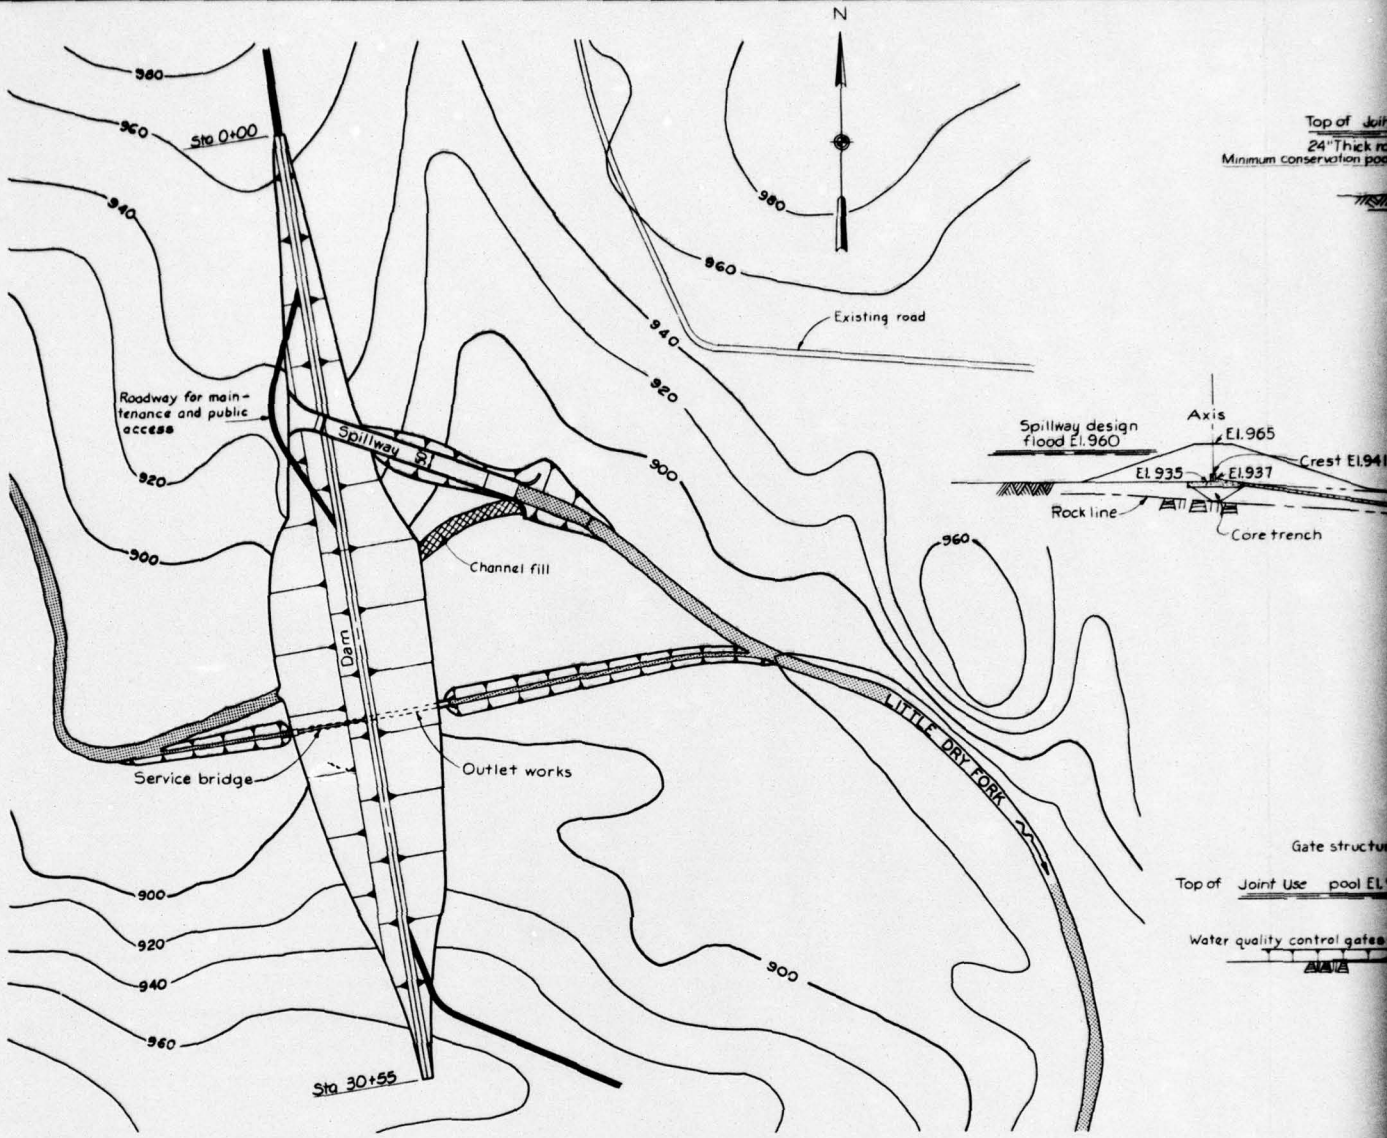 N
980
960
Sta 0+00
940
980
960
Existing road
940
920
Roadway for main-
tenance and public
access
Spillway
50'
920
900
900
Channel fill
960
Dam
Service bridge
Outlet works
LITTLE DRY FORK
900
920
940
960
900
Sta 30+55
Top of
24" Thick
Minimum conservation
Axis
Spillway design
flood El. 960
El. 965
Crest El. 941
El. 935
El. 937
Rock line
Core trench
Gate
Top of Joint Use pool El.
Water quality control gates